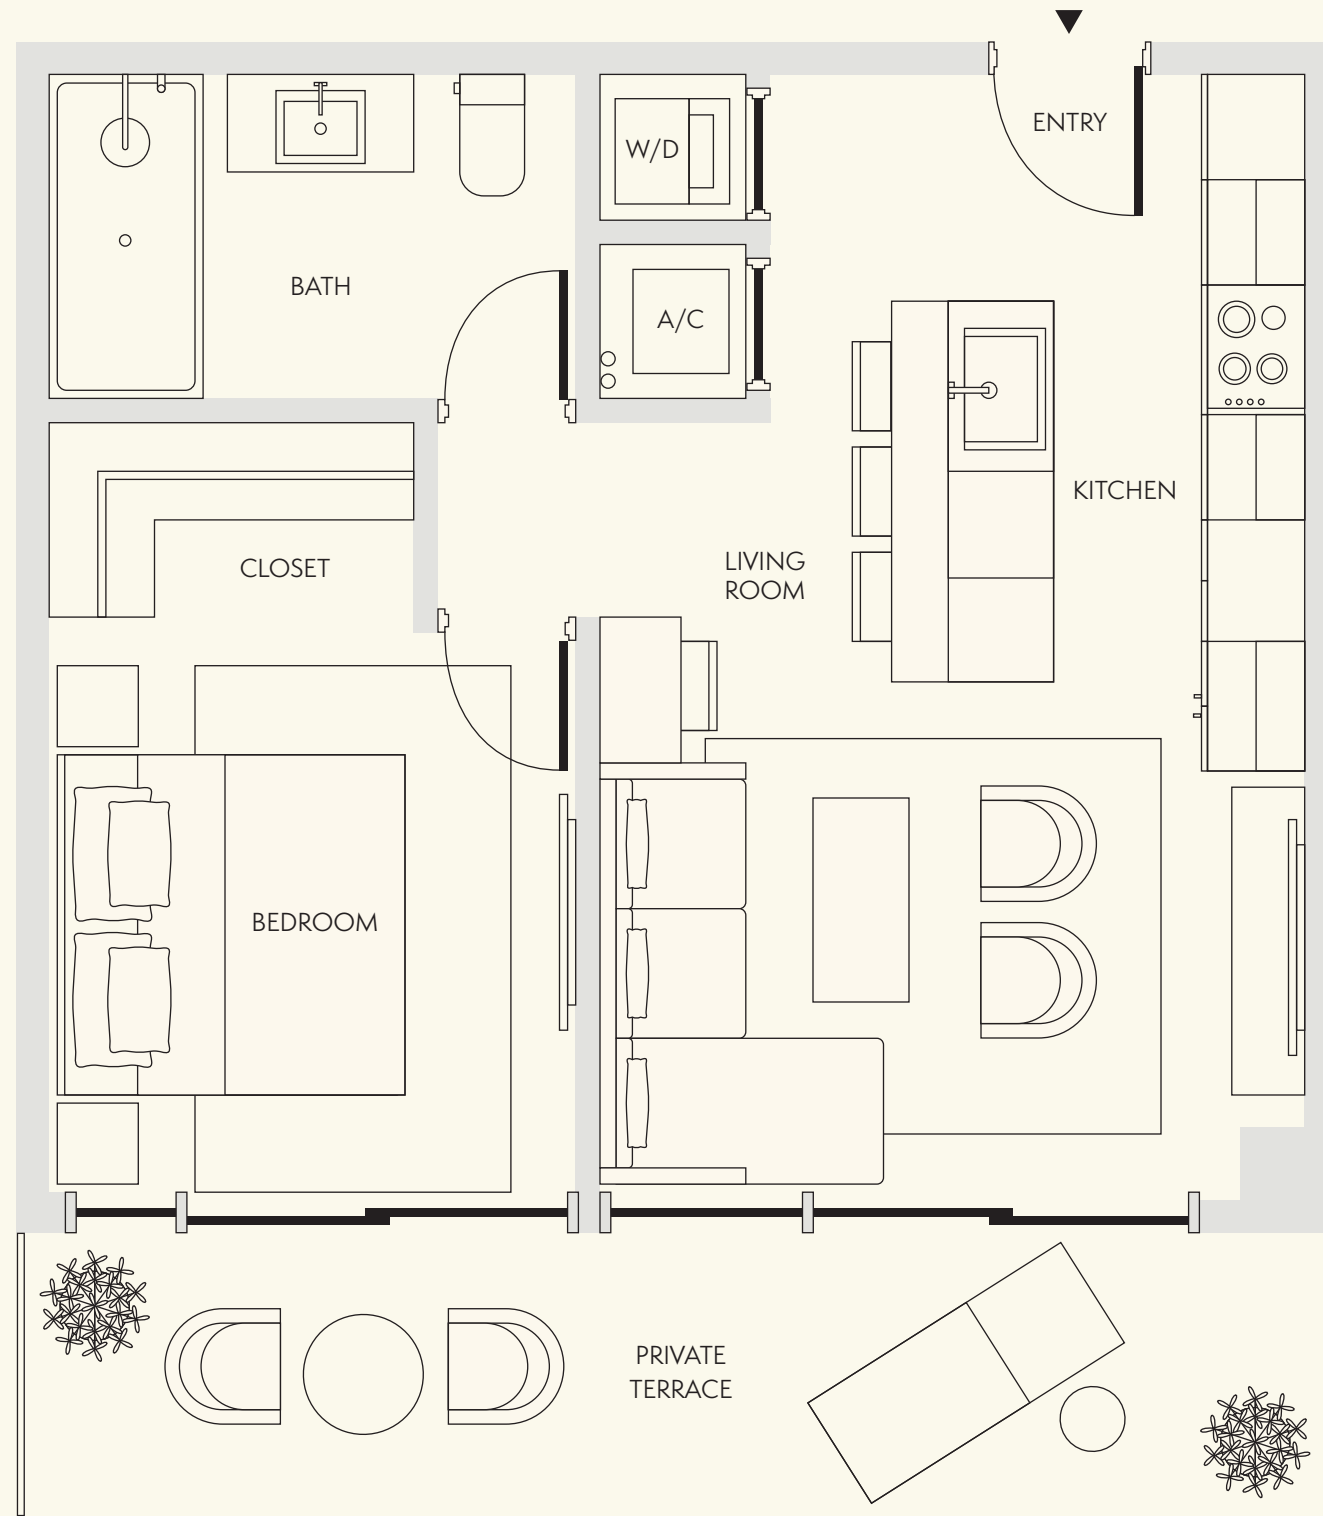 ENTRY
W/D
BATH
A/C
KITCHEN
LIVING
ROOM
CLOSET
BEDROOM
PRIVATE
TERRACE